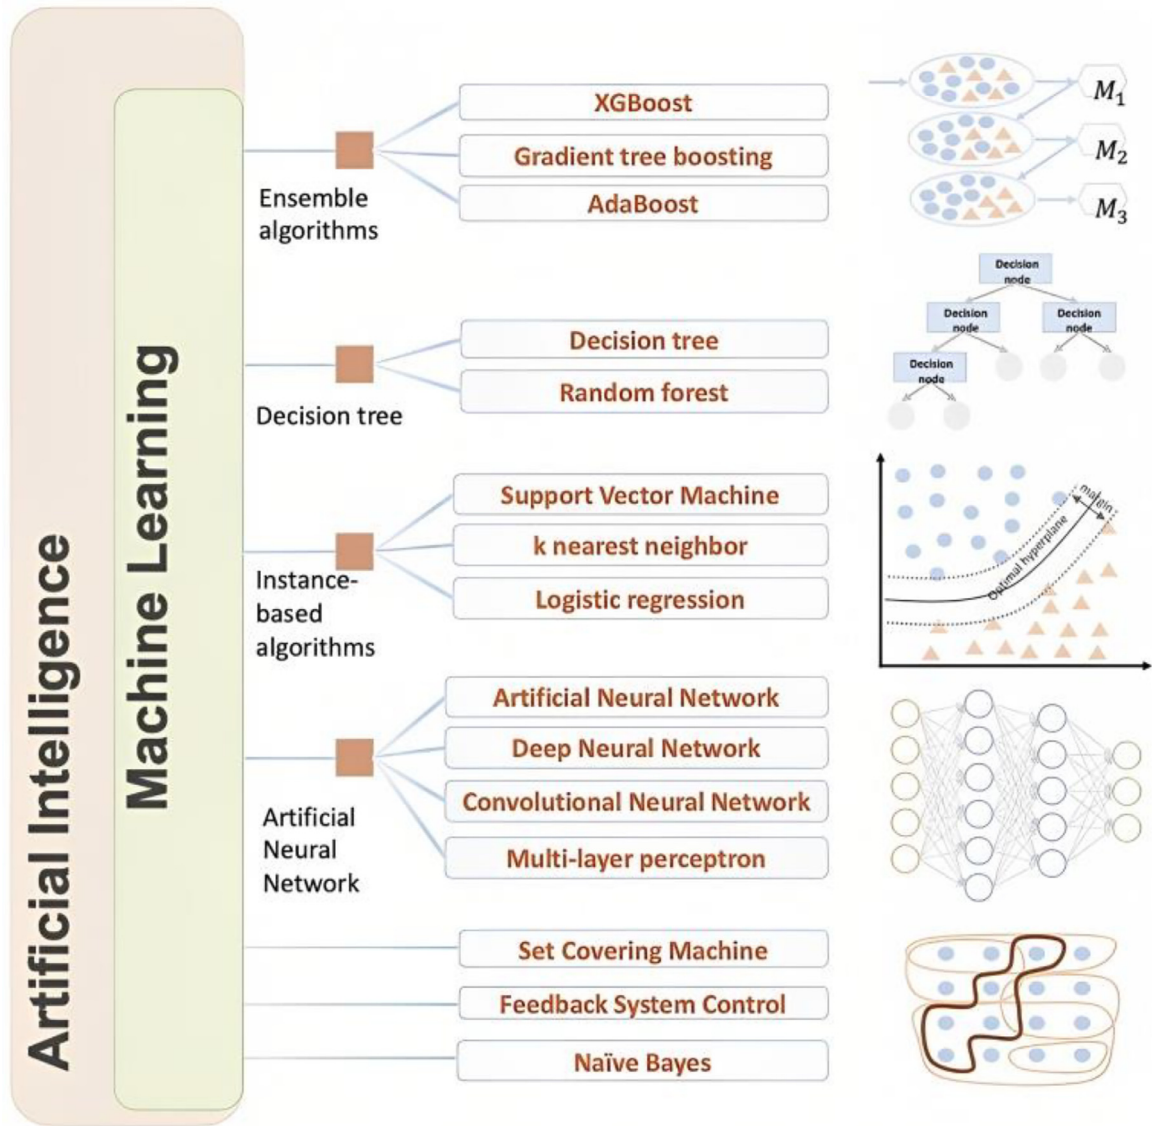 Artificial Intelligence
Machine Learning
Ensemble
algorithms
XGBoost
Gradient tree boosting
AdaBoost
M1
M2
M3
Decision tree
Decision tree
Random forest
Decision
node
Decision
node
Decision
node
Decision
node
Instance-
based
algorithms
Support Vector Machine
k nearest neighbor
Logistic regression
margin
Optimal hyperplane
Artificial
Neural
Network
Artificial Neural Network
Deep Neural Network
Convolutional Neural Network
Multi-layer perceptron
Set Covering Machine
Feedback System Control
Naïve Bayes